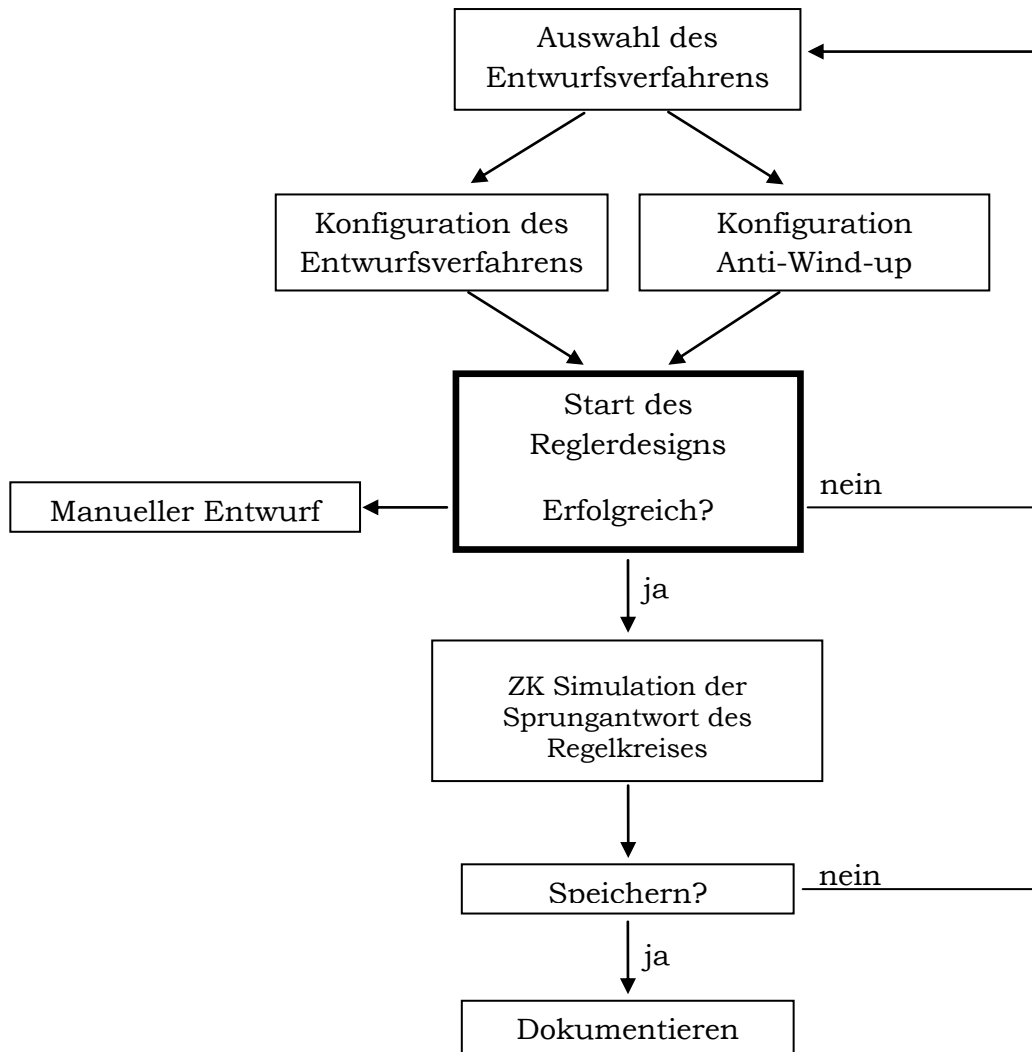 Auswahl des
Entwurfsverfahrens
Konfiguration des
Entwurfsverfahrens
Konfiguration
Anti-Wind-up
Start des
Reglerdesigns
Erfolgreich?
nein
Manueller Entwurf
ja
ZK Simulation der
Sprungantwort des
Regelkreises
Speichern?
nein
ja
Dokumentieren